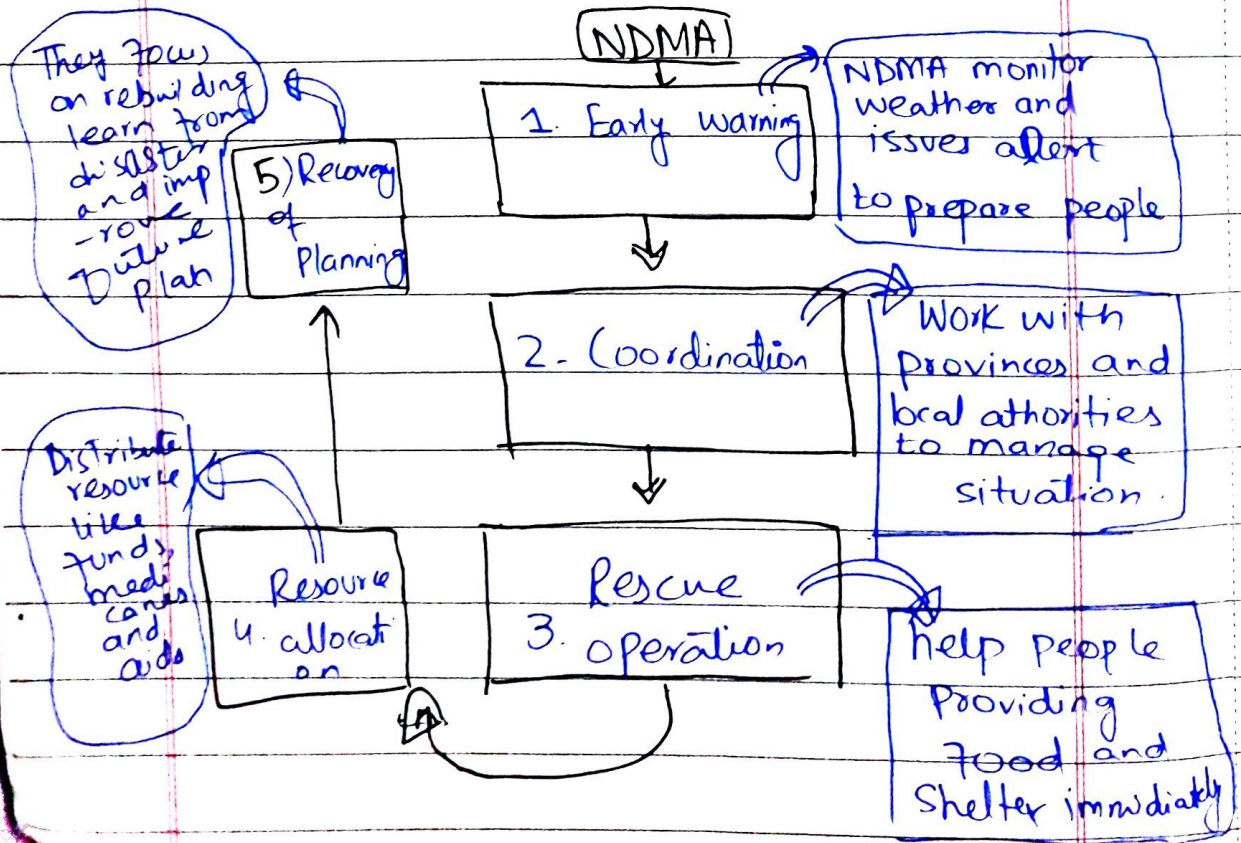 NDMA
1. Early warning
NDMA monitor
weather and
issues alert
to prepare people
2- Coordination
Work with
provinces and
local athorities
to manage
situation.
Rescue
3. operation
help people
Providing
food and
Shelter immidiatly
Resource
4. allocati
on
Distribute
resource
like
funds,
medi
canes
and
aids
5) Recovery
of
Planning
They focus
on rebuilding
learn from
disaster
and imp
-rove
future
plan